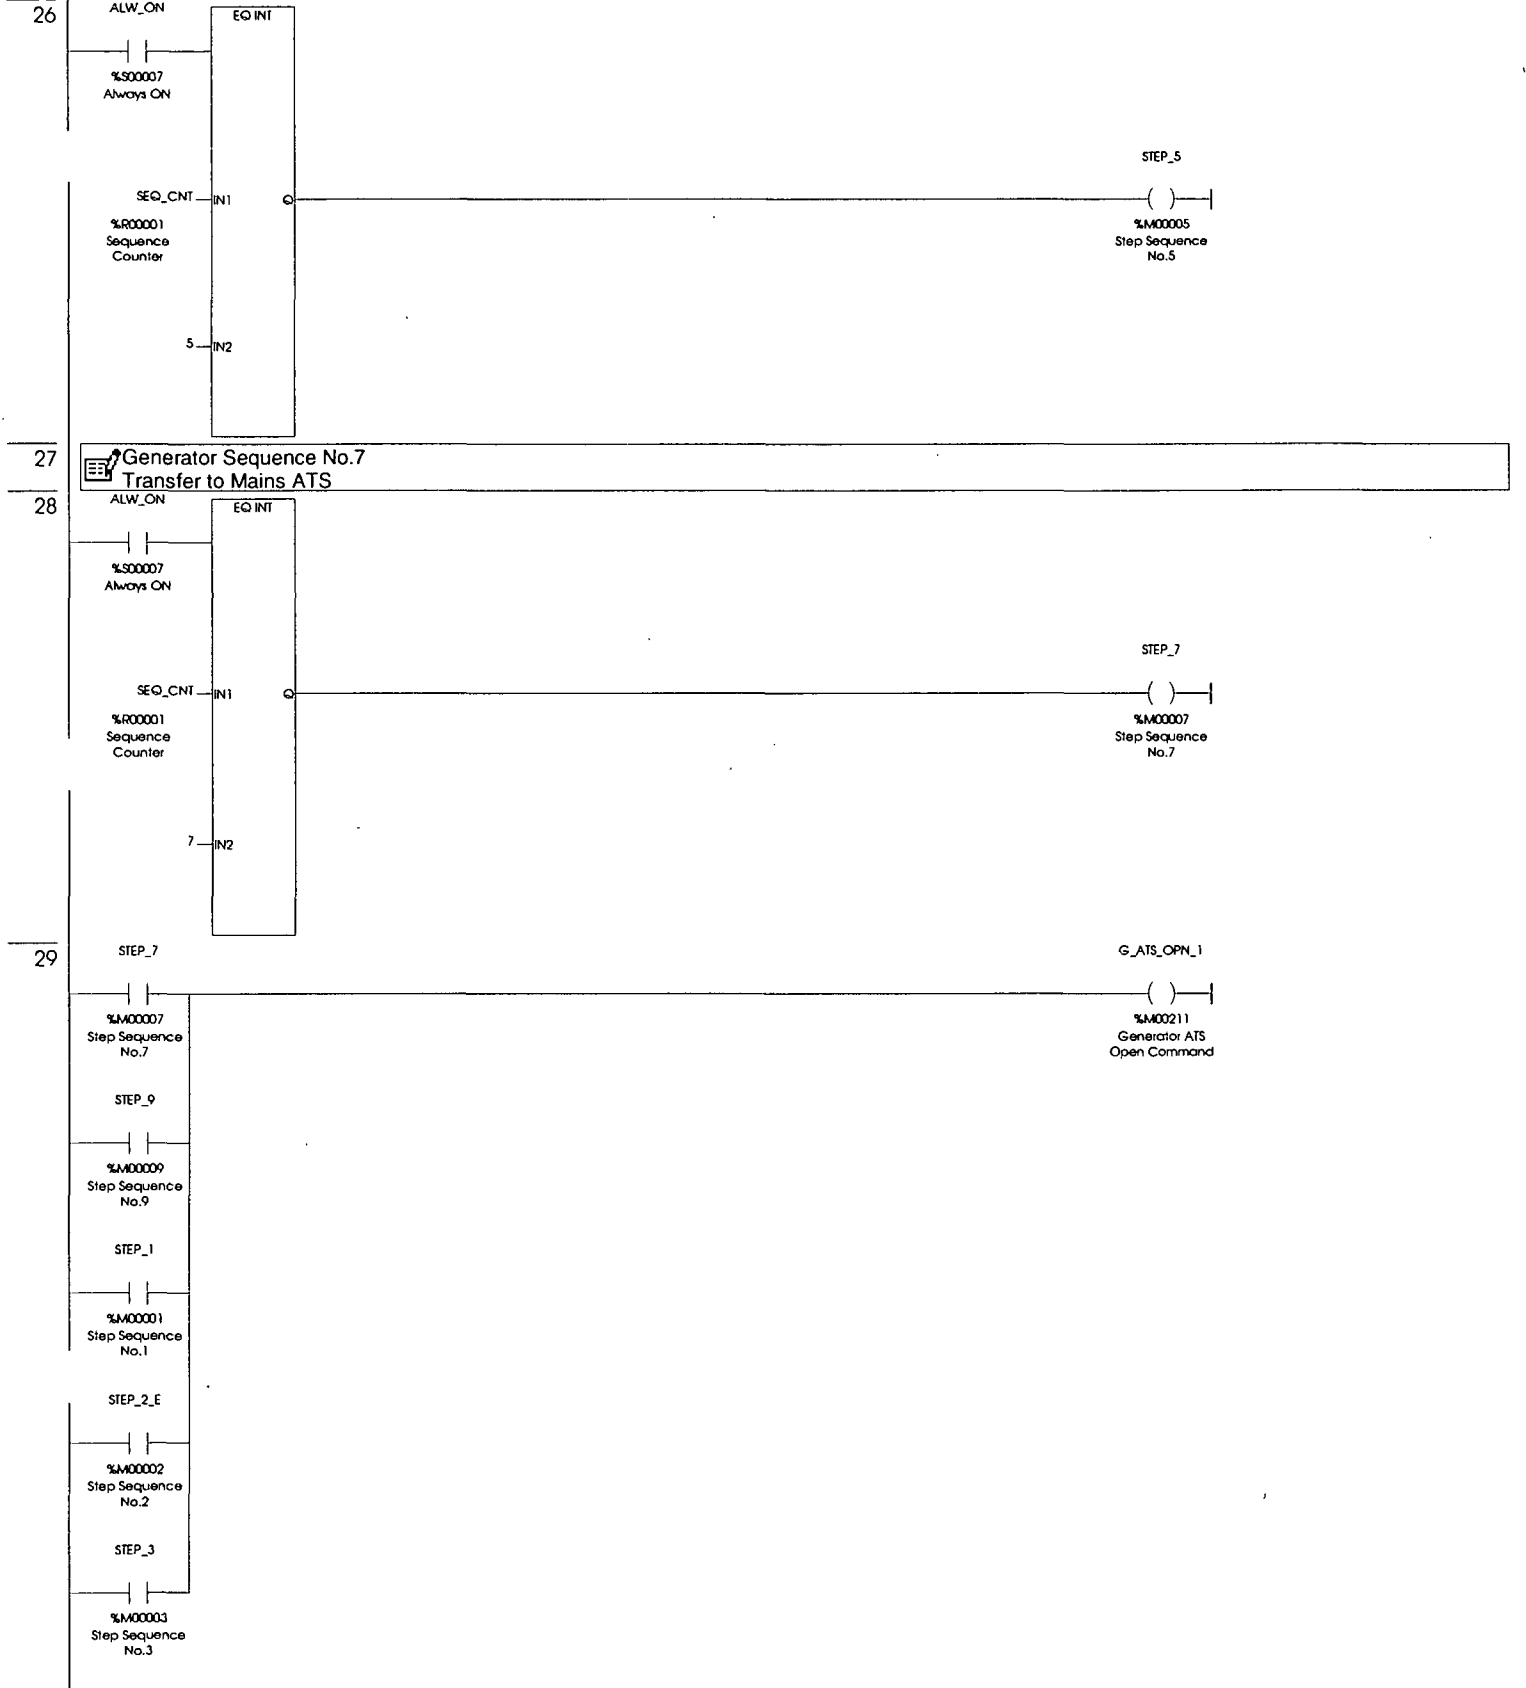 26
ALW_ON
EQ INT
%S00007
Always ON
STEP_5
SEQ_CNT
IN1
Q
%R00001
Sequence
Counter
%M00005
Step Sequence
No.5
5
IN2
27
Generator Sequence No.7
Transfer to Mains ATS
28
ALW_ON
EQ INT
%S00007
Always ON
STEP_7
SEQ_CNT
IN1
Q
%R00001
Sequence
Counter
%M00007
Step Sequence
No.7
7
IN2
29
STEP_7
G_ATS_OPN_1
%M00007
Step Sequence
No.7
%M00211
Generator ATS
Open Command
STEP_9
%M00009
Step Sequence
No.9
STEP_1
%M00001
Step Sequence
No.1
STEP_2_E
%M00002
Step Sequence
No.2
STEP_3
%M00003
Step Sequence
No.3